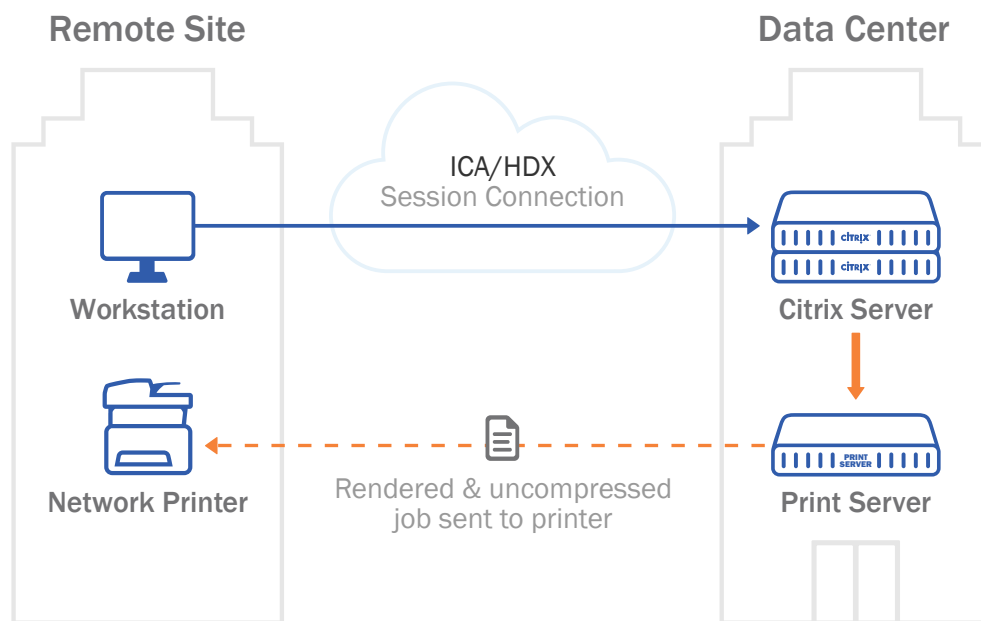 Remote Site
Data Center
ICA/HDX
Session Connection
CITRIX
CITRIX
Workstation
Citrix Server
PRINT
SERVER
Network Printer
Rendered & uncompressed
job sent to printer
Print Server